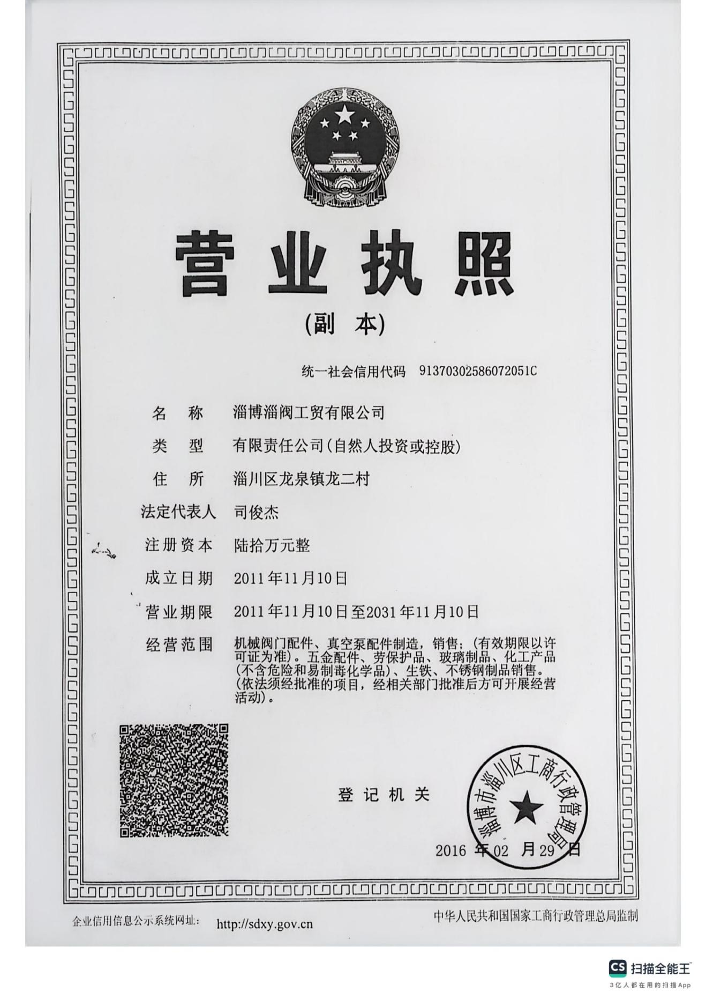 营业执照
(副 本)
统一社会信用代码 91370302586072051C
名 称 淄博淄阀工贸有限公司
类 型 有限责任公司(自然人投资或控股)
住 所 淄川区龙泉镇龙二村
法定代表人 司俊杰
注册资本 陆拾万元整
成立日期 2011年11月10日
营业期限 2011年11月10日至2031年11月10日
经营范围 机械阀门配件、真空泵配件制造，销售；(有效期限以许
可证为准)。五金配件、劳保护品、玻璃制品、化工产品
(不含危险和易制毒化学品)、生铁、不锈钢制品销售。
(依法须经批准的项目，经相关部门批准后方可开展经营
活动)。
登记机关
淄博市淄川区工商行政管理局
2016 年 02 月 29 日
企业信用信息公示系统网址： http://sdxy.gov.cn
中华人民共和国国家工商行政管理总局监制
CS 扫描全能王™
3亿人都在用的扫描App